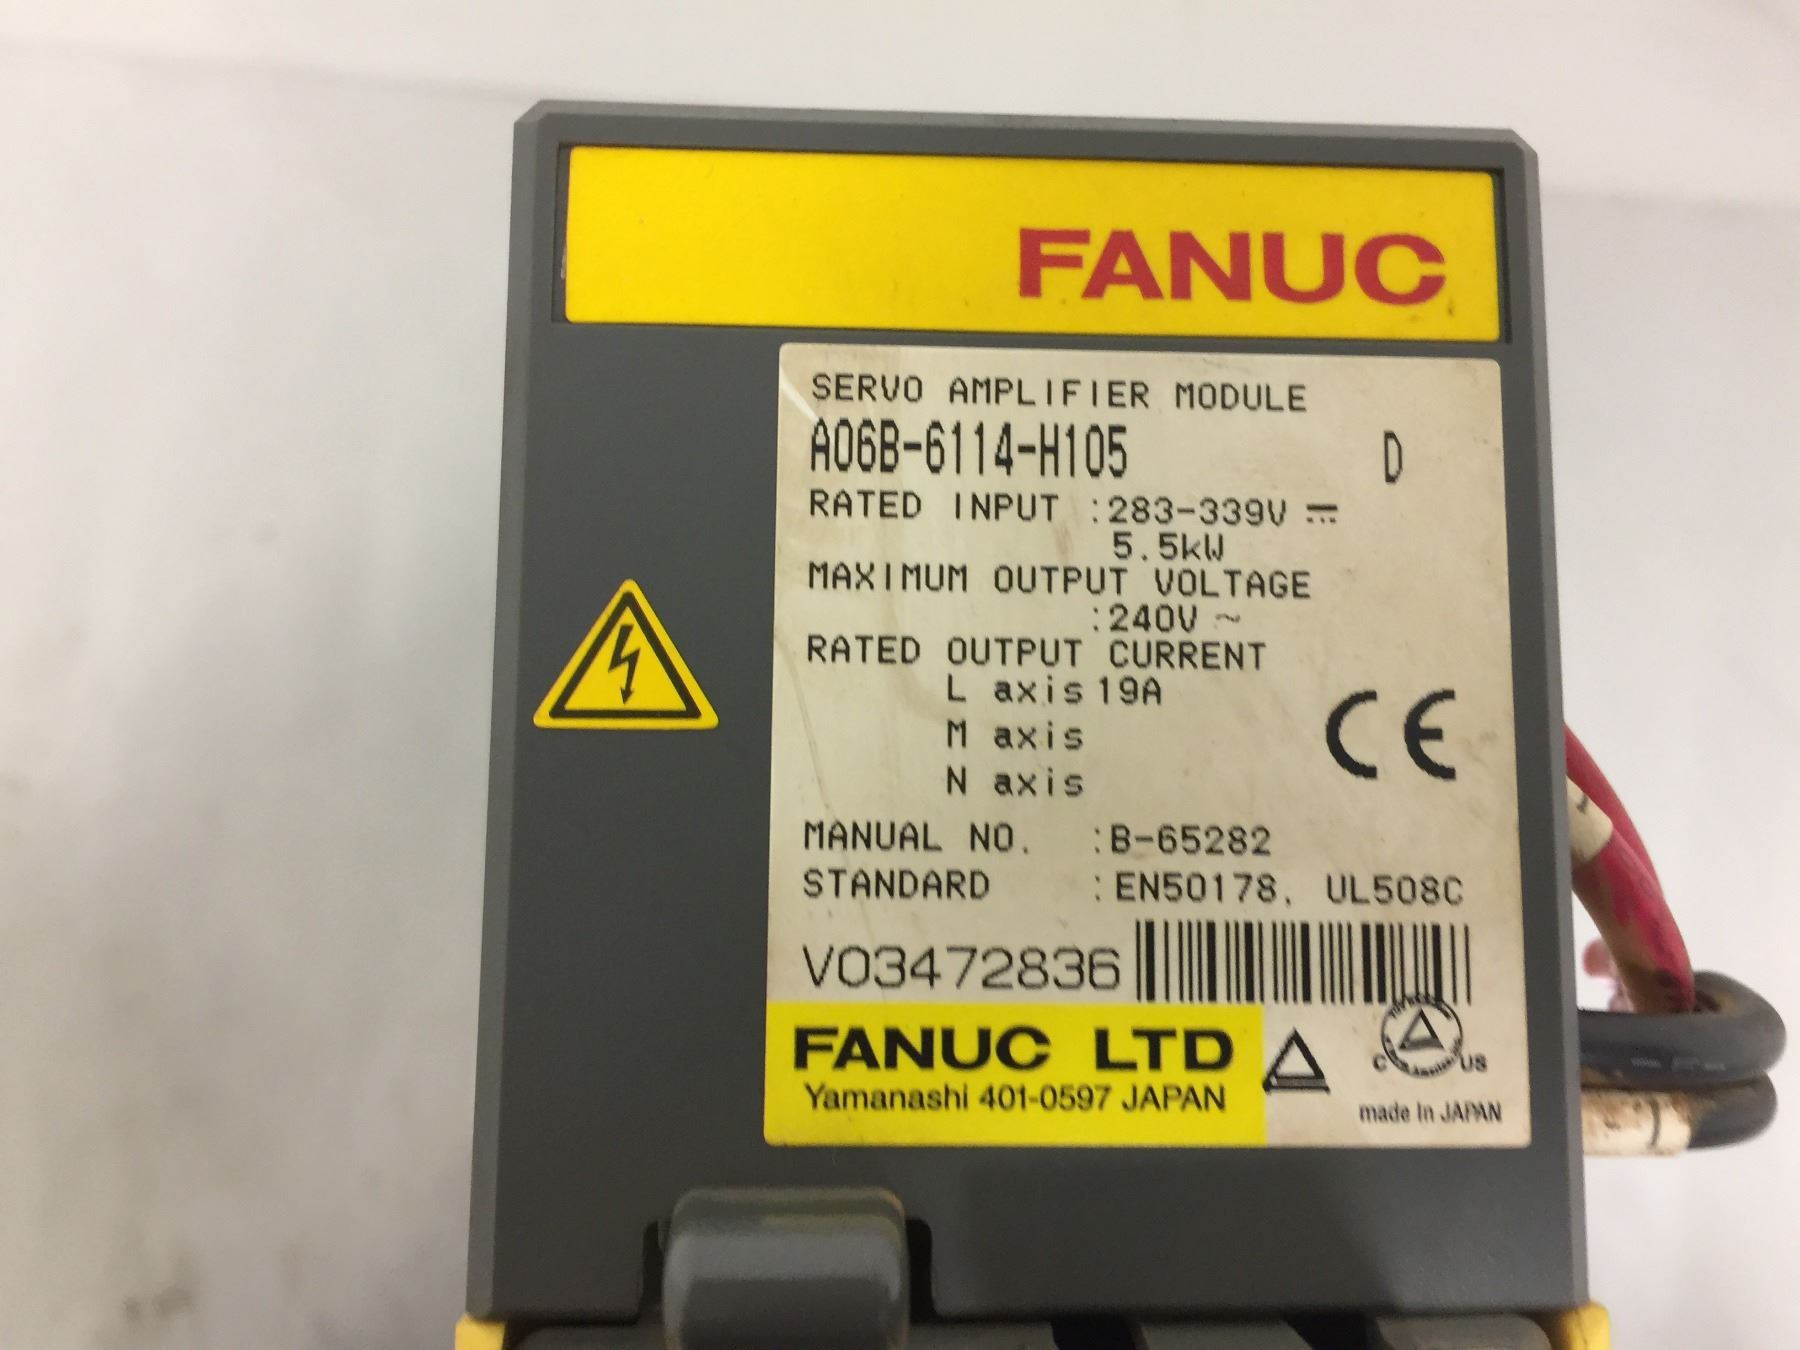 FANUC
SERVO AMPLIFIER MODULE
A06B-6114-H105 D
RATED INPUT :283-339V
5.5kW
MAXIMUM OUTPUT VOLTAGE
:240V ~
RATED OUTPUT CURRENT
L axis 19A
M axis
N axis
CE
MANUAL NO. :B-65282
STANDARD :EN50178, UL508C
V03472836
FANUC LTD
Yamanashi 401-0597 JAPAN
C US
made in JAPAN